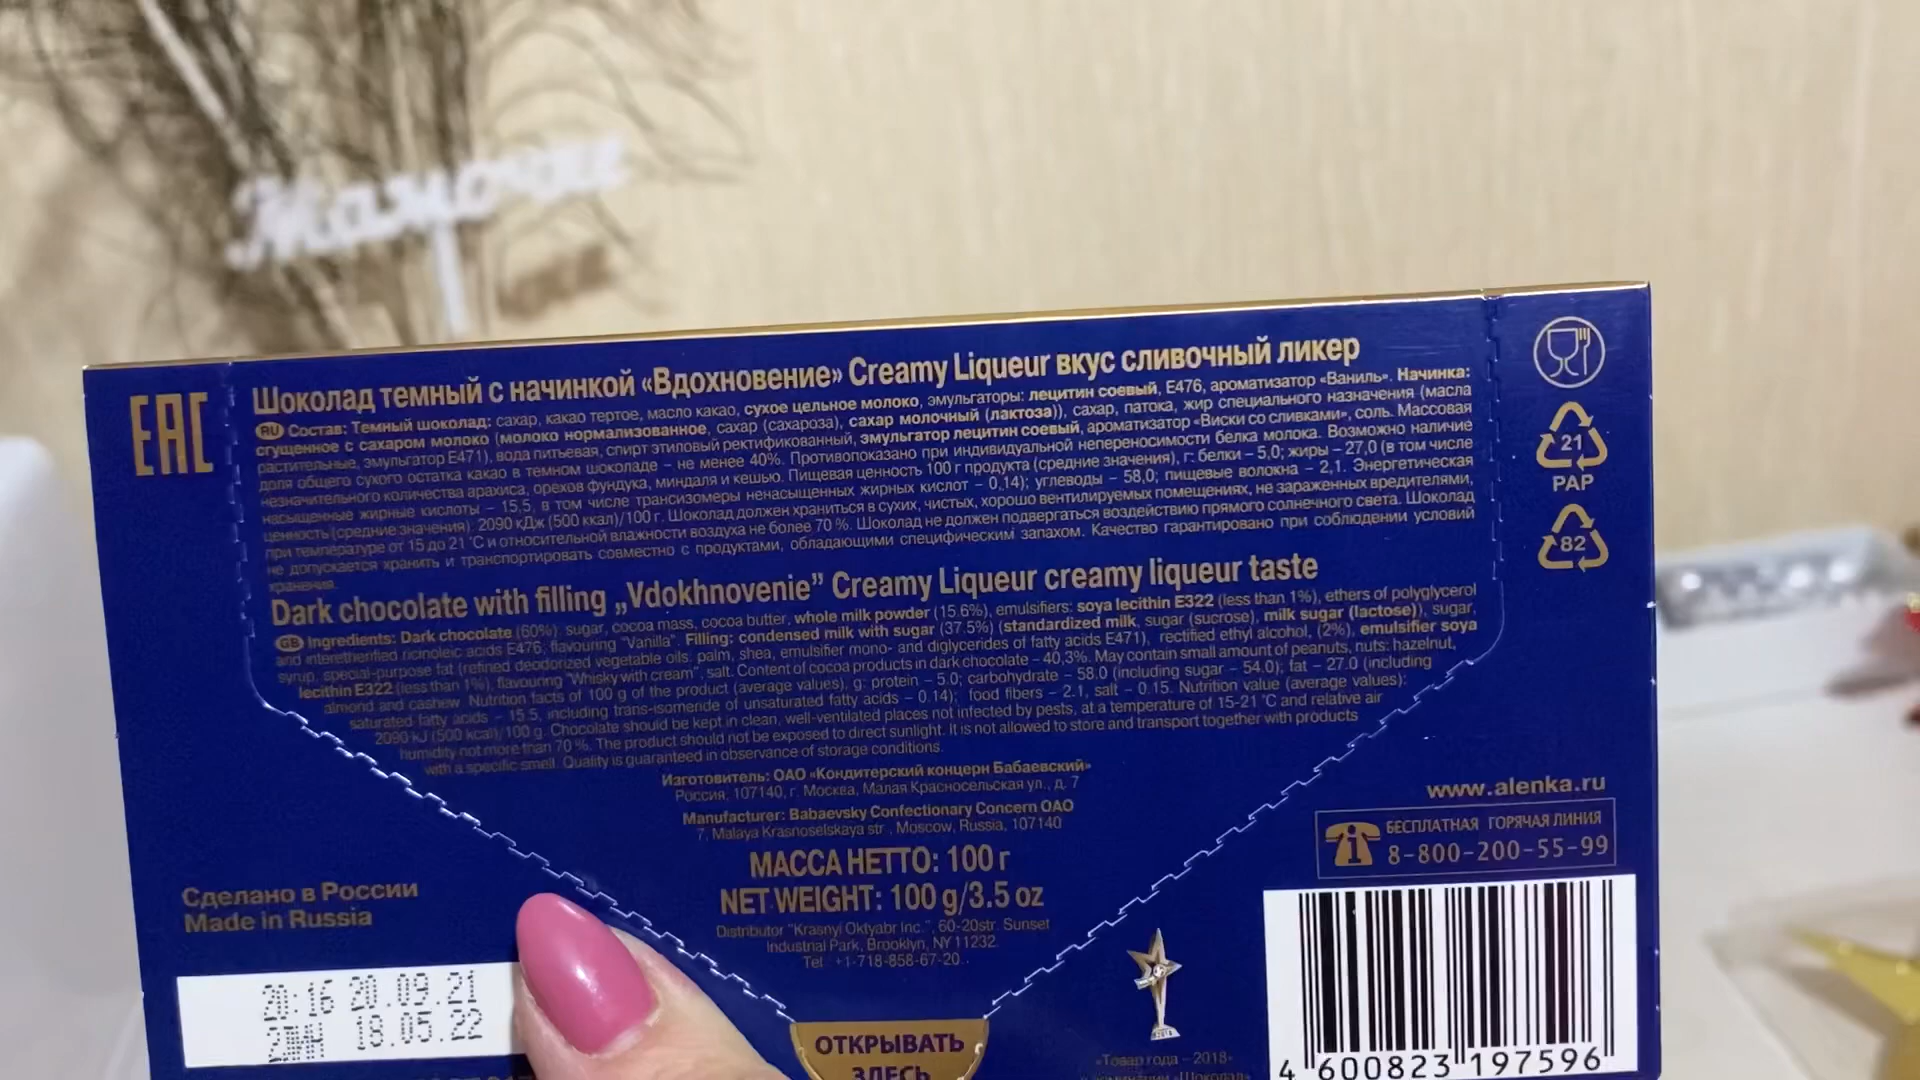 Мамочки
EAC
Шоколад темный с начинкой «Вдохновение» Creamy Liqueur вкус сливочный ликер
RU Состав: Темный шоколад: сахар, какао тертое, масло какао, сухое цельное молоко, эмульгаторы: лецитин соевый, Е476, ароматизатор «Ваниль». Начинка:
сгущенное с сахаром молоко (молоко нормализованное, сахар (сахароза), сахар молочный (лактоза)), сахар, патока, жир специального назначения (масла
растительные, эмульгатор Е471), вода питьевая, спирт этиловый ректификованный, эмульгатор лецитин соевый, ароматизатор «Виски со сливками», соль. Массовая
доля общего сухого остатка какао в темном шоколаде – не менее 40%. Противопоказано при индивидуальной непереносимости белка молока. Возможно наличие
незначительного количества арахиса, орехов фундука, миндаля и кешью. Пищевая ценность 100 г продукта (средние значения), г: белки – 5,0; жиры – 27,0 (в том числе
насыщенные жирные кислоты – 15,5, в том числе трансизомеры ненасыщенных жирных кислот – 0,14); углеводы – 58,0; пищевые волокна – 2,1. Энергетическая
ценность (средние значения): 2090 кДж (500 ккал)/100 г. Шоколад должен храниться в сухих, чистых, хорошо вентилируемых помещениях, не зараженных вредителями,
при температуре от 15 до 21 °С и относительной влажности воздуха не более 70 %. Шоколад не должен подвергаться воздействию прямого солнечного света. Шоколад
не допускается хранить и транспортировать совместно с продуктами, обладающими специфическим запахом. Качество гарантировано при соблюдении условий
хранения.
Dark chocolate with filling „Vdokhnovenie” Creamy Liqueur creamy liqueur taste
GB Ingredients: Dark chocolate (60%): sugar, cocoa mass, cocoa butter, whole milk powder (15.6%), emulsifiers: soya lecithin E322 (less than 1%), ethers of polyglycerol
and interetherified ricinoleic acids E476, flavouring "Vanilla". Filling: condensed milk with sugar (37.5%) (standardized milk, sugar (sucrose), milk sugar (lactose)), sugar,
syrup, special-purpose fat (refined deodorized vegetable oils: palm, shea, emulsifier mono- and diglycerides of fatty acids E471), rectified ethyl alcohol, (2%), emulsifier soya
lecithin E322 (less than 1%), flavouring "Whisky with cream", salt. Content of cocoa products in dark chocolate – 40,3%. May contain small amount of peanuts, nuts: hazelnut,
almond and cashew. Nutrition facts of 100 g of the product (average values), g: protein – 5.0; carbohydrate – 58.0 (including sugar – 54.0); fat – 27.0 (including
saturated fatty acids – 15.5, including trans-isomeride of unsaturated fatty acids – 0.14); food fibers – 2.1, salt – 0.15. Nutrition value (average values):
2090 kJ (500 kcal)/100 g. Chocolate should be kept in clean, well-ventilated places not infected by pests, at a temperature of 15-21 °C and relative air
humidity not more than 70 %. The product should not be exposed to direct sunlight. It is not allowed to store and transport together with products
with a specific smell. Quality is guaranteed in observance of storage conditions.
Изготовитель: ОАО «Кондитерский концерн Бабаевский»
Россия, 107140, г. Москва, Малая Красносельская ул., д. 7
Manufacturer: Babaevsky Confectionary Concern OAO
7, Malaya Krasnoselskaya str., Moscow, Russia, 107140
МАССА НЕТТО: 100 г
NET WEIGHT: 100 g/3.5 oz
Distributor "Krasnyi Oktyabr Inc.", 60-20str. Sunset
Industrial Park, Brooklyn, NY 11232.
Tel.: +1-718-858-67-20..
21
PAP
82
www.alenka.ru
БЕСПЛАТНАЯ ГОРЯЧАЯ ЛИНИЯ
8-800-200-55-99
Сделано в России
Made in Russia
20:16 20.09.21
18.05.22
ОТКРЫВАТЬ
ЗДЕСЬ
«Товар года – 2018»
«Шоколад»
4 600823 197596